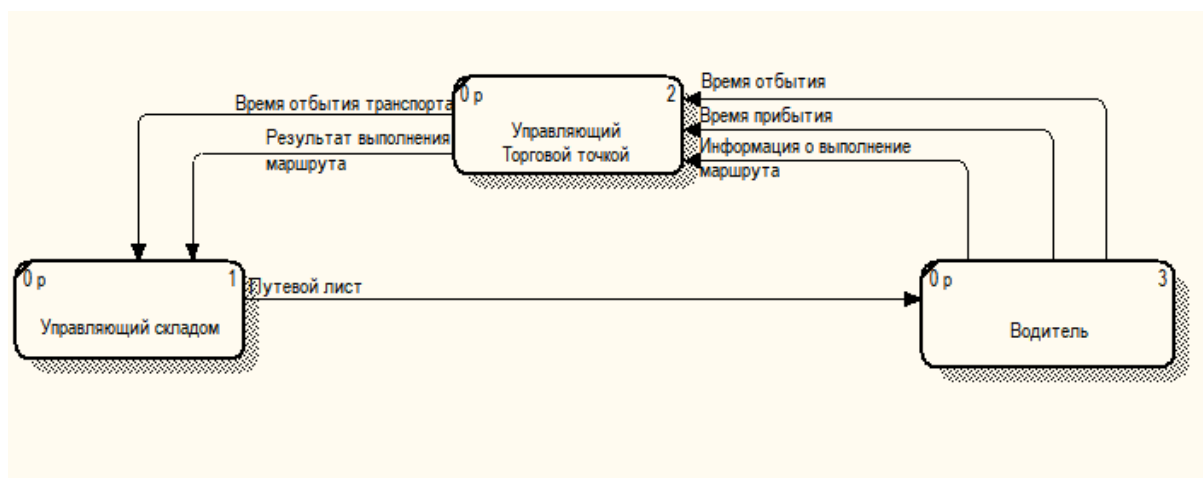 Время отбытия транспорта
Результат выполнения
маршрута
0 р 2
Управляющий
Торговой точкой
Время отбытия
Время прибытия
Информация о выполнение
маршрута
0 р 1
Управляющий складом
Путевой лист
0 р 3
Водитель